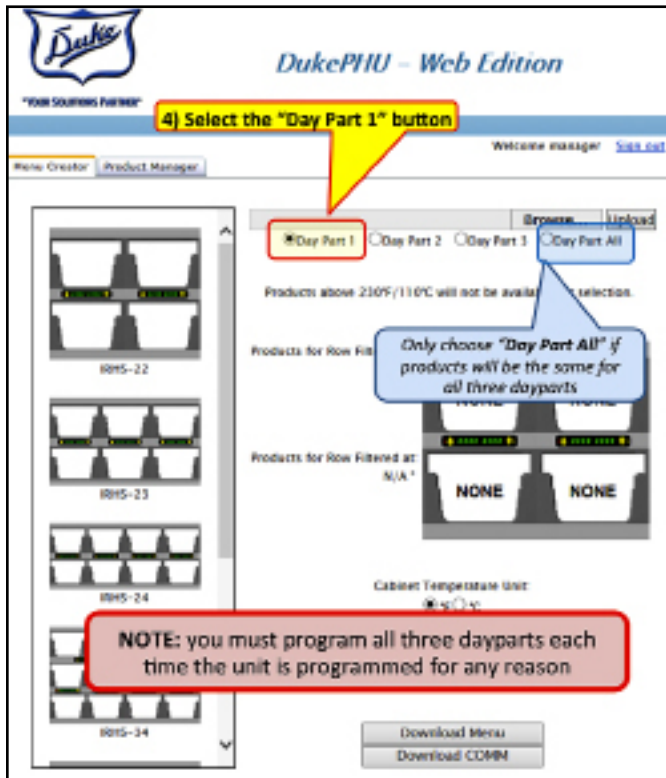 Duke
"YOUR SOLUTIONS PARTNER"
DukePHU - Web Edition
4) Select the "Day Part 1" button
Welcome manager Sign out
Menu Creator Product Manager
Browse... Upload
Day Part 1 Day Part 2 Day Part 3 Day Part All
Products above 230°F/110°C will not be availa selection.
Only choose "Day Part All" if
products will be the same for
all three dayparts
Products for Row Filt
IRHS-22
NONE NONE
Products for Row Filtered at:
N/A °
NONE NONE
IRHS-23
Cabinet Temperature Unit:
°F °C
IRHS-24
NOTE: you must program all three dayparts each
time the unit is programmed for any reason
IRHS-34
Download Menu
Download COMM